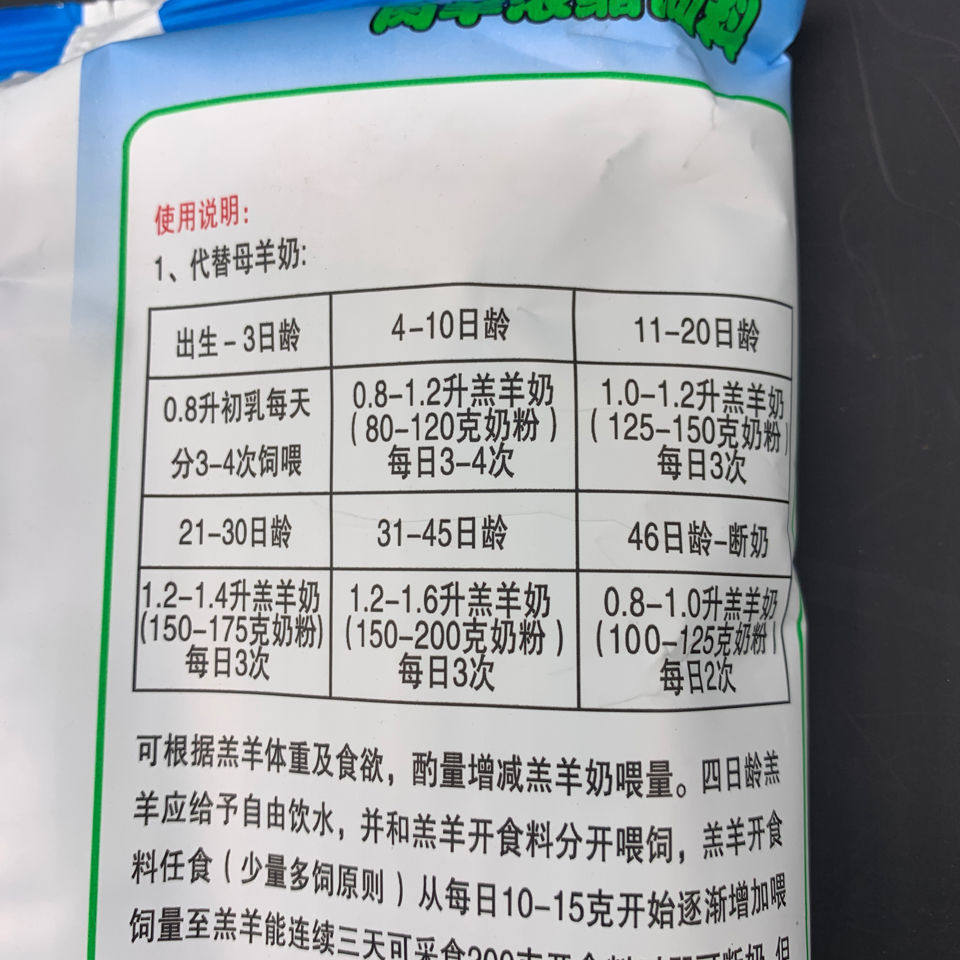 使用说明:
1、代替母羊奶:
出生-3日龄
4-10日龄
11-20日龄
0.8升初乳每天
分3-4次饲喂
0.8-1.2升羔羊奶
(80-120克奶粉)
每日3-4次
1.0-1.2升羔羊奶
(125-150克奶粉)
每日3次
21-30日龄
31-45日龄
46日龄-断奶
1.2-1.4升羔羊奶
(150-175克奶粉)
每日3次
1.2-1.6升羔羊奶
(150-200克奶粉)
每日3次
0.8-1.0升羔羊奶
(100-125克奶粉)
每日2次
可根据羔羊体重及食欲，酌量增减羔羊奶喂量。四日龄羔
羊应给予自由饮水，并和羔羊开食料分开喂饲，羔羊开食
料任食(少量多饲原则)从每日10-15克开始逐渐增加喂
饲量至羔羊能连续三天可采食200克开食料